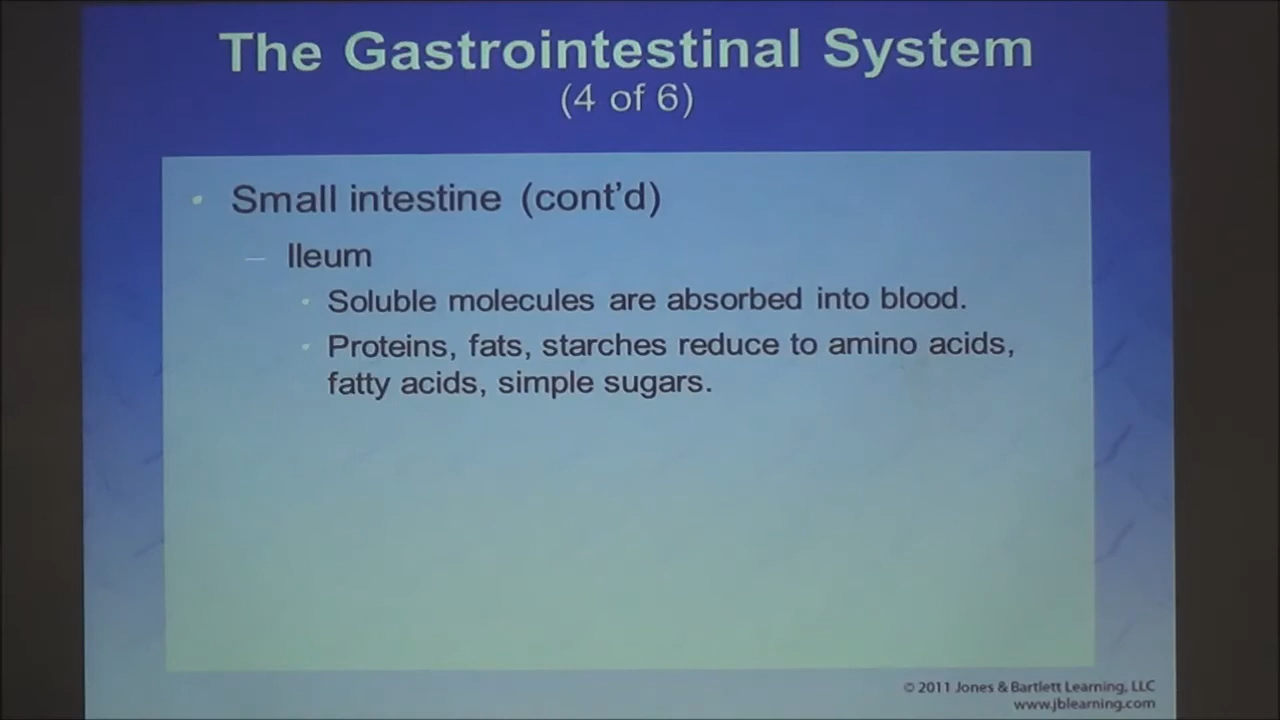 The Gastrointestinal System
(4 of 6)
• Small intestine (cont'd)
– Ileum
• Soluble molecules are absorbed into blood.
• Proteins, fats, starches reduce to amino acids,
fatty acids, simple sugars.
© 2011 Jones & Bartlett Learning, LLC
www.jblearning.com